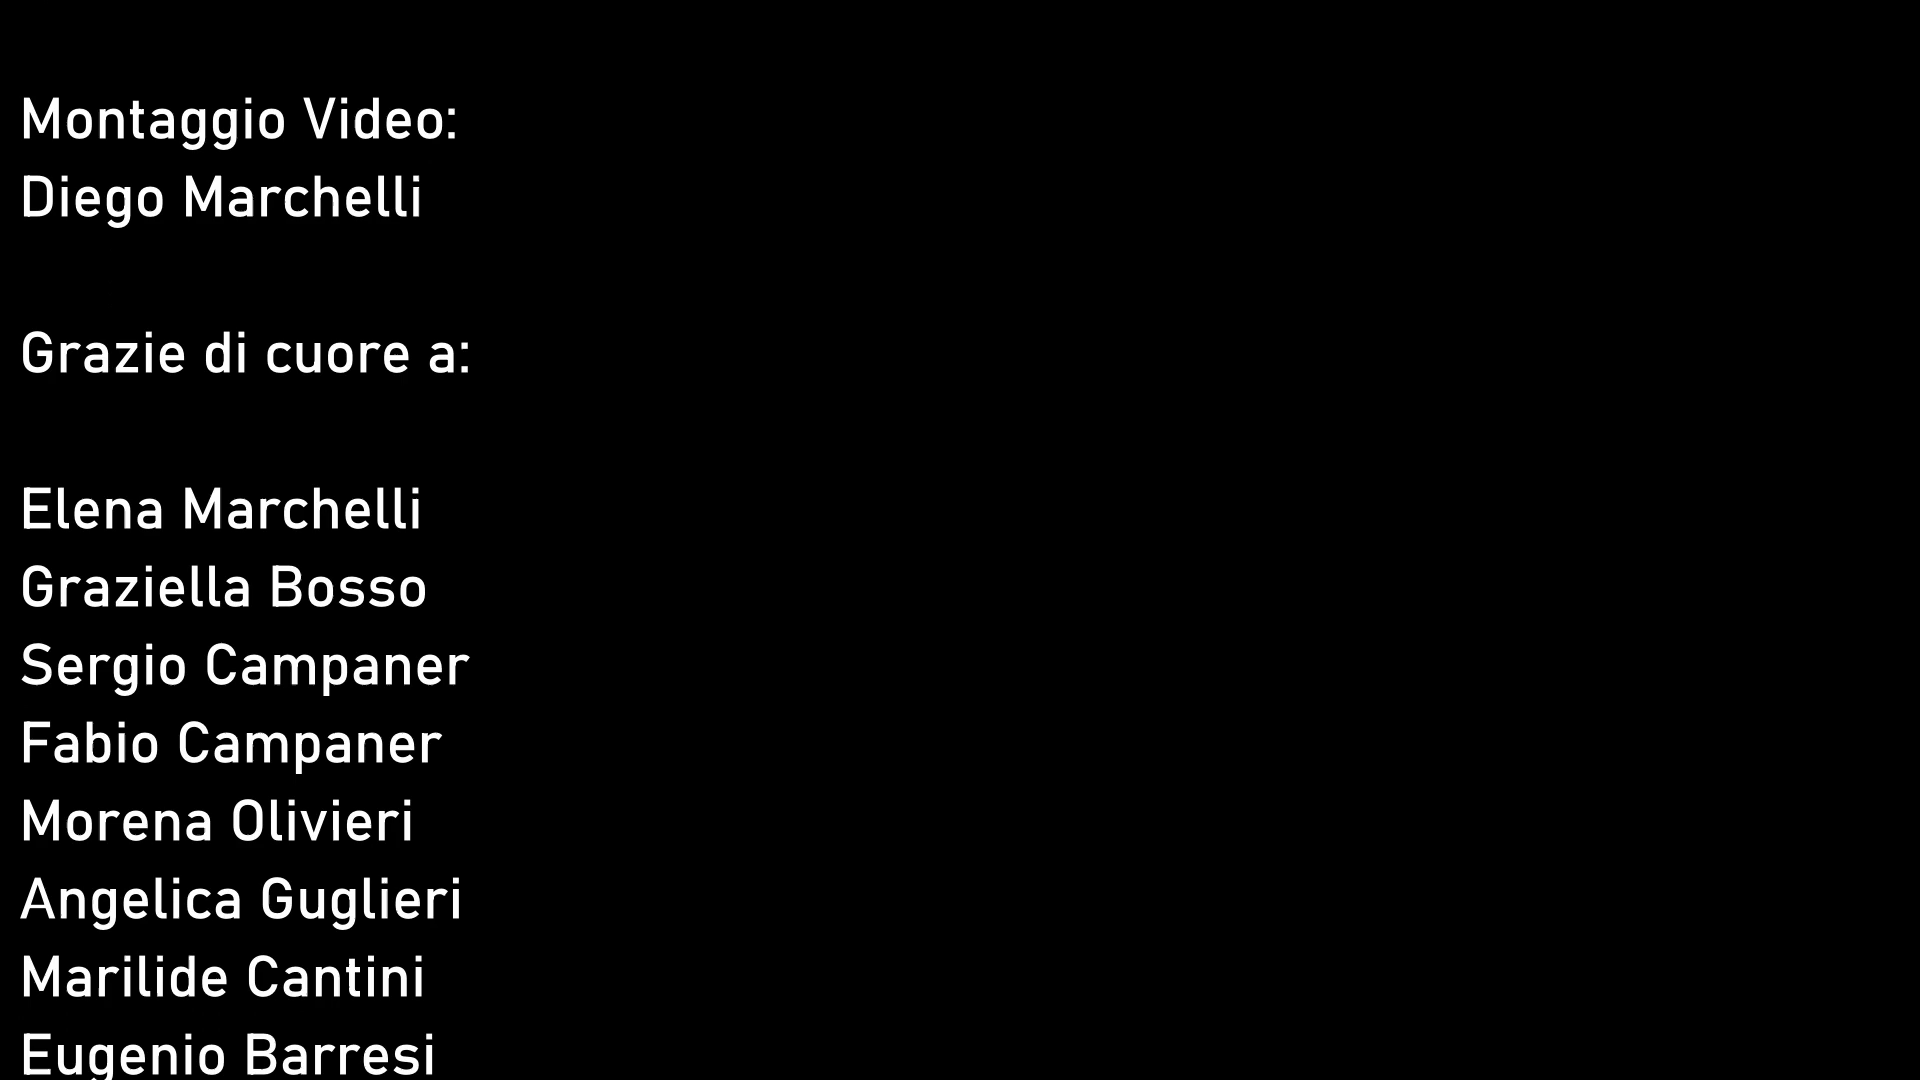 Montaggio Video:
Diego Marchelli
Grazie di cuore a:
Elena Marchelli
Graziella Bosso
Sergio Campaner
Fabio Campaner
Morena Olivieri
Angelica Guglieri
Marilide Cantini
Eugenio Barresi